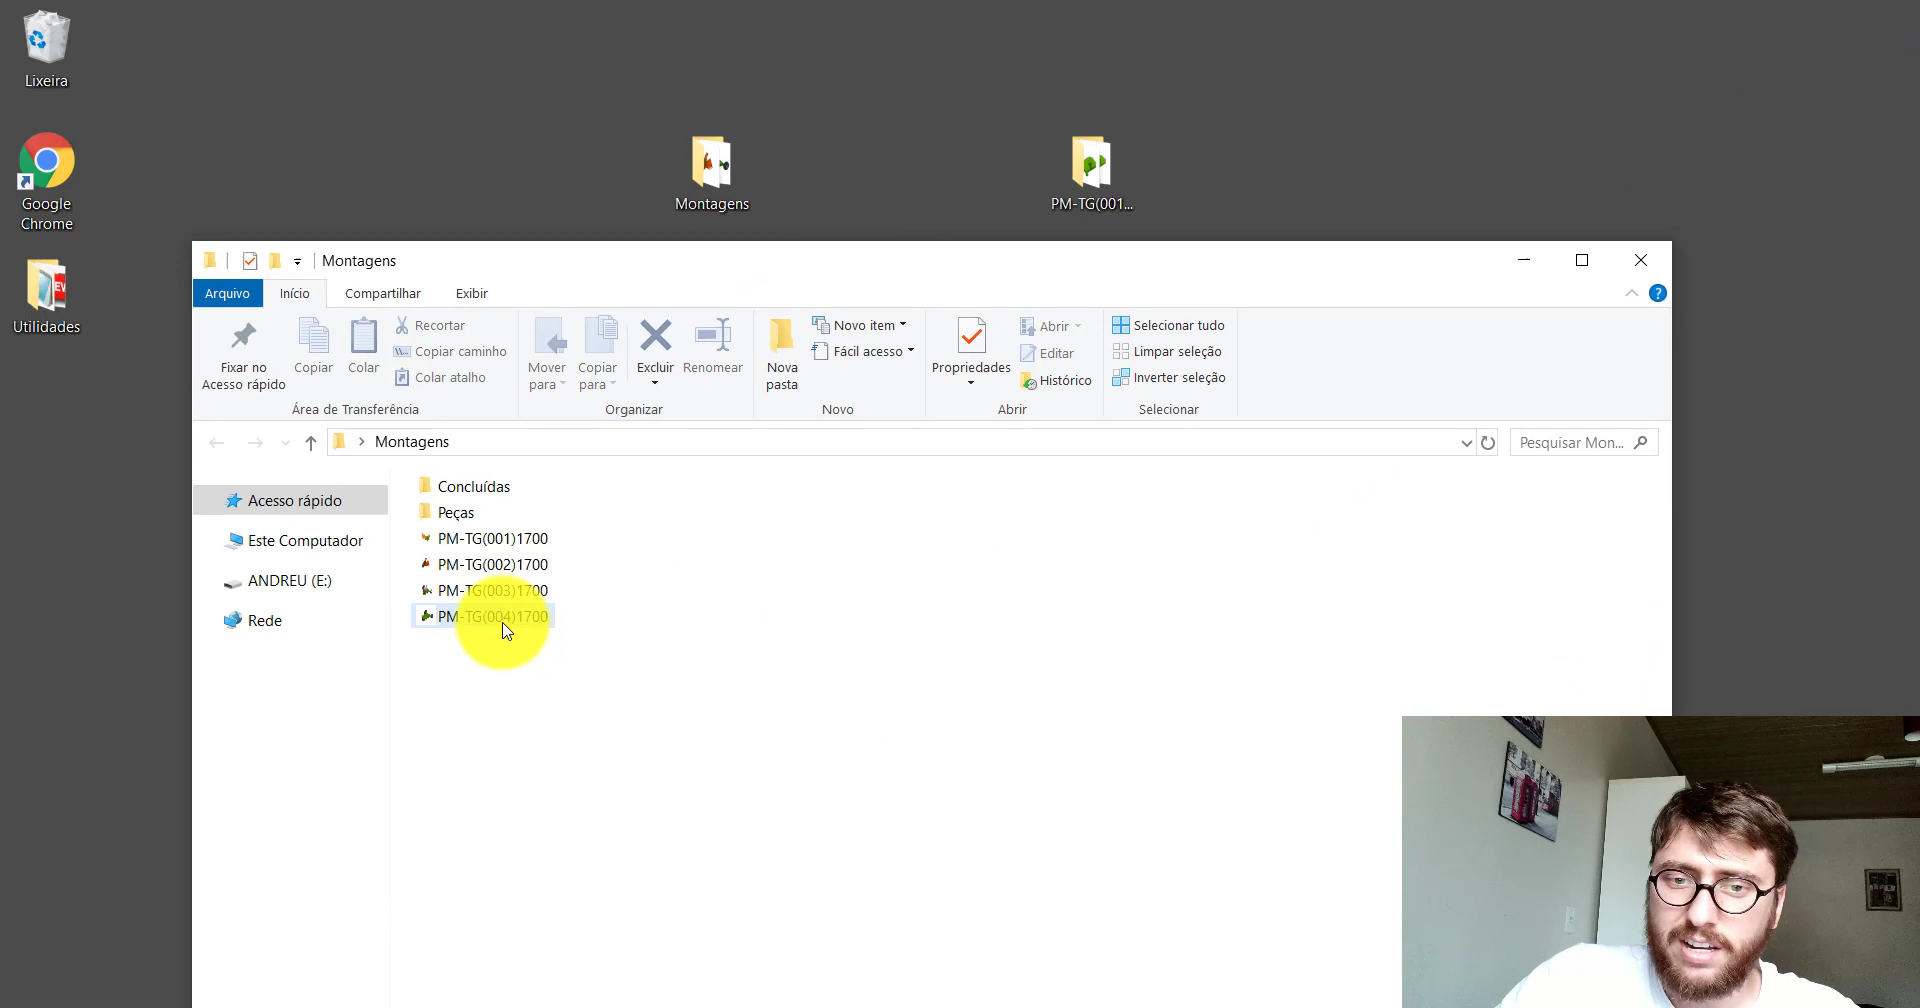 Lixeira
Google
Chrome
Utilidades
Montagens
PM-TG(001...
Montagens
Arquivo
Início
Compartilhar
Exibir
Fixar no
Acesso rápido
Copiar
Colar
Recortar
Copiar caminho
Colar atalho
Área de Transferência
Mover
para
Copiar
para
Excluir
Renomear
Organizar
Nova
pasta
Novo item
Fácil acesso
Novo
Propriedades
Abrir
Editar
Histórico
Abrir
Selecionar tudo
Limpar seleção
Inverter seleção
Selecionar
Montagens
Pesquisar Mon...
Acesso rápido
Este Computador
ANDREU (E:)
Rede
Concluídas
Peças
PM-TG(001)1700
PM-TG(002)1700
PM-TG(003)1700
PM-TG(004)1700